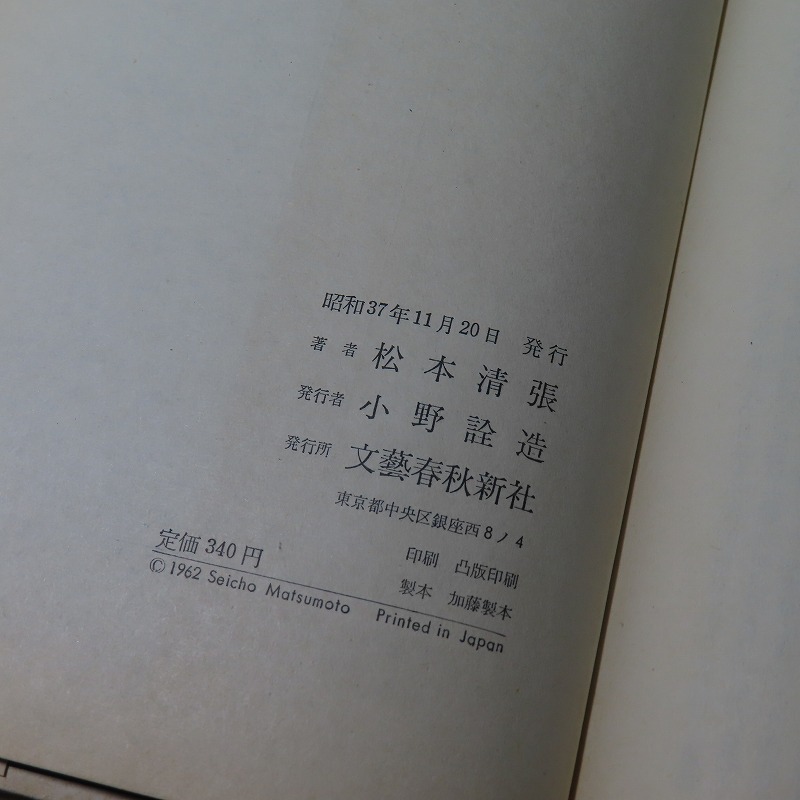 昭和37年11月20日 発行
著者 松本清張
発行者 小野詮造
発行所 文藝春秋新社
東京都中央区銀座西8ノ4
印刷 凸版印刷
製本 加藤製本
定価 340円
© 1962 Seicho Matsumoto Printed in Japan